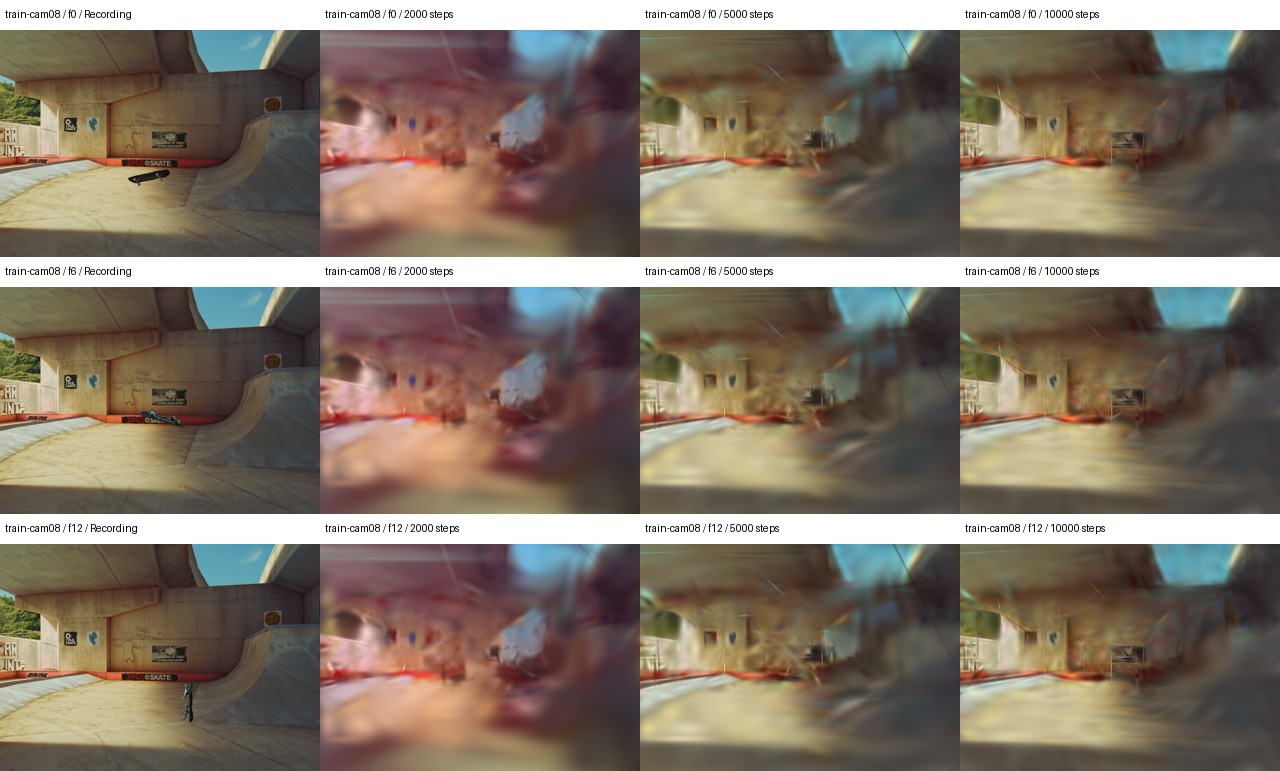 train-cam08 / f0 / Recording
train-cam08 / f0 / 2000 steps
train-cam08 / f0 / 5000 steps
train-cam08 / f0 / 10000 steps
SKATE
train-cam08 / f6 / Recording
train-cam08 / f6 / 2000 steps
train-cam08 / f6 / 5000 steps
train-cam08 / f6 / 10000 steps
train-cam08 / f12 / Recording
train-cam08 / f12 / 2000 steps
train-cam08 / f12 / 5000 steps
train-cam08 / f12 / 10000 steps
SKATE